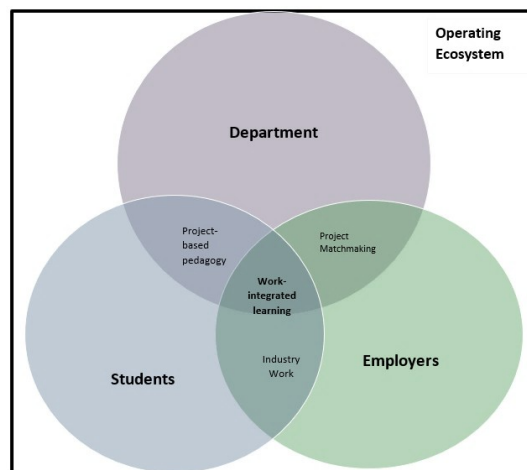 Operating
Ecosystem
Department
Project-
based
pedagogy
Project
Matchmaking
Work-
integrated
learning
Industry
Work
Students
Employers